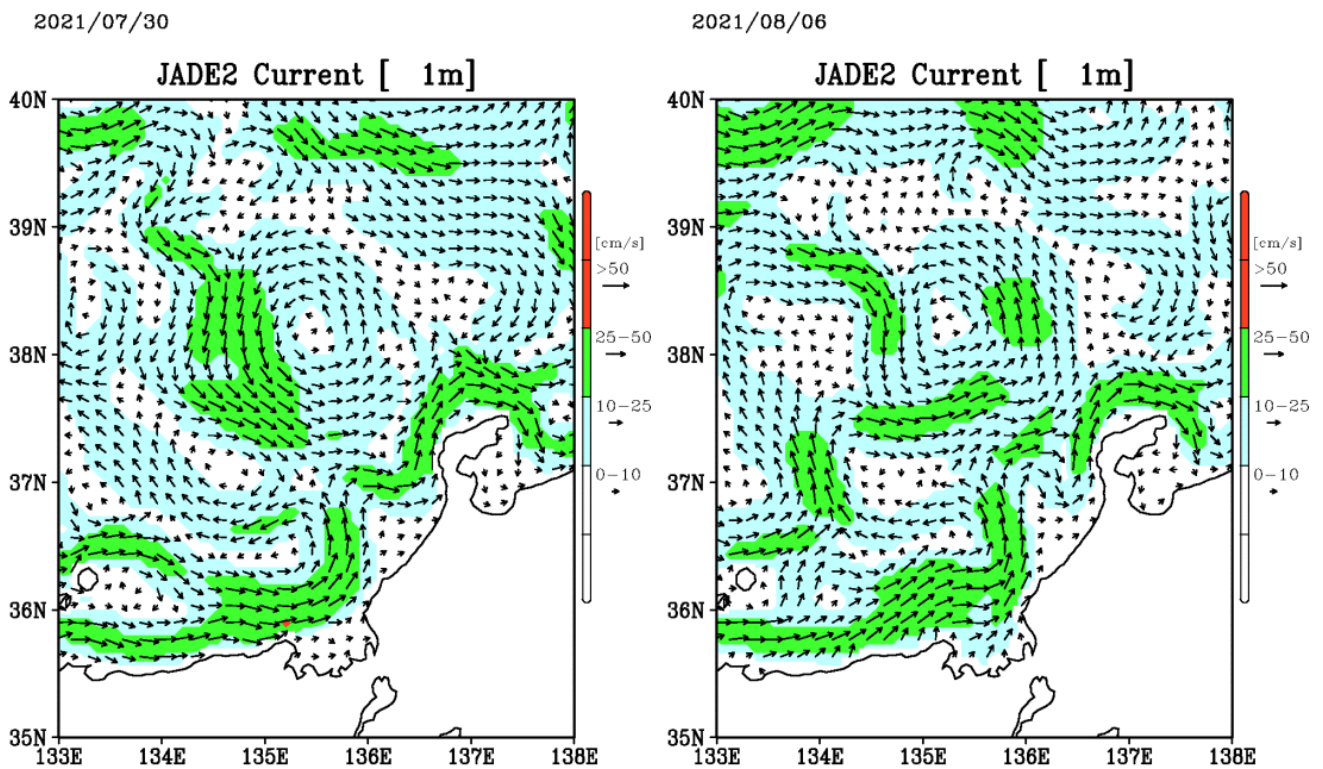 2021/07/30
JADE2 Current [ 1m]
40N
39N
38N
37N
36N
35N
133E 134E 135E 136E 137E 138E
[cm/s]
>50
25-50
10-25
0-10
2021/08/06
JADE2 Current [ 1m]
40N
39N
38N
37N
36N
35N
133E 134E 135E 136E 137E 138E
[cm/s]
>50
25-50
10-25
0-10